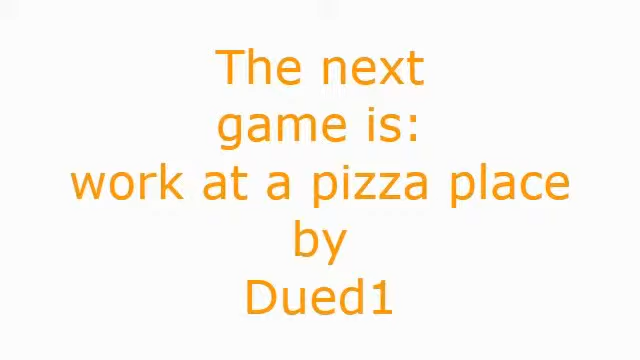 The next
game is:
work at a pizza place
by
Dued1